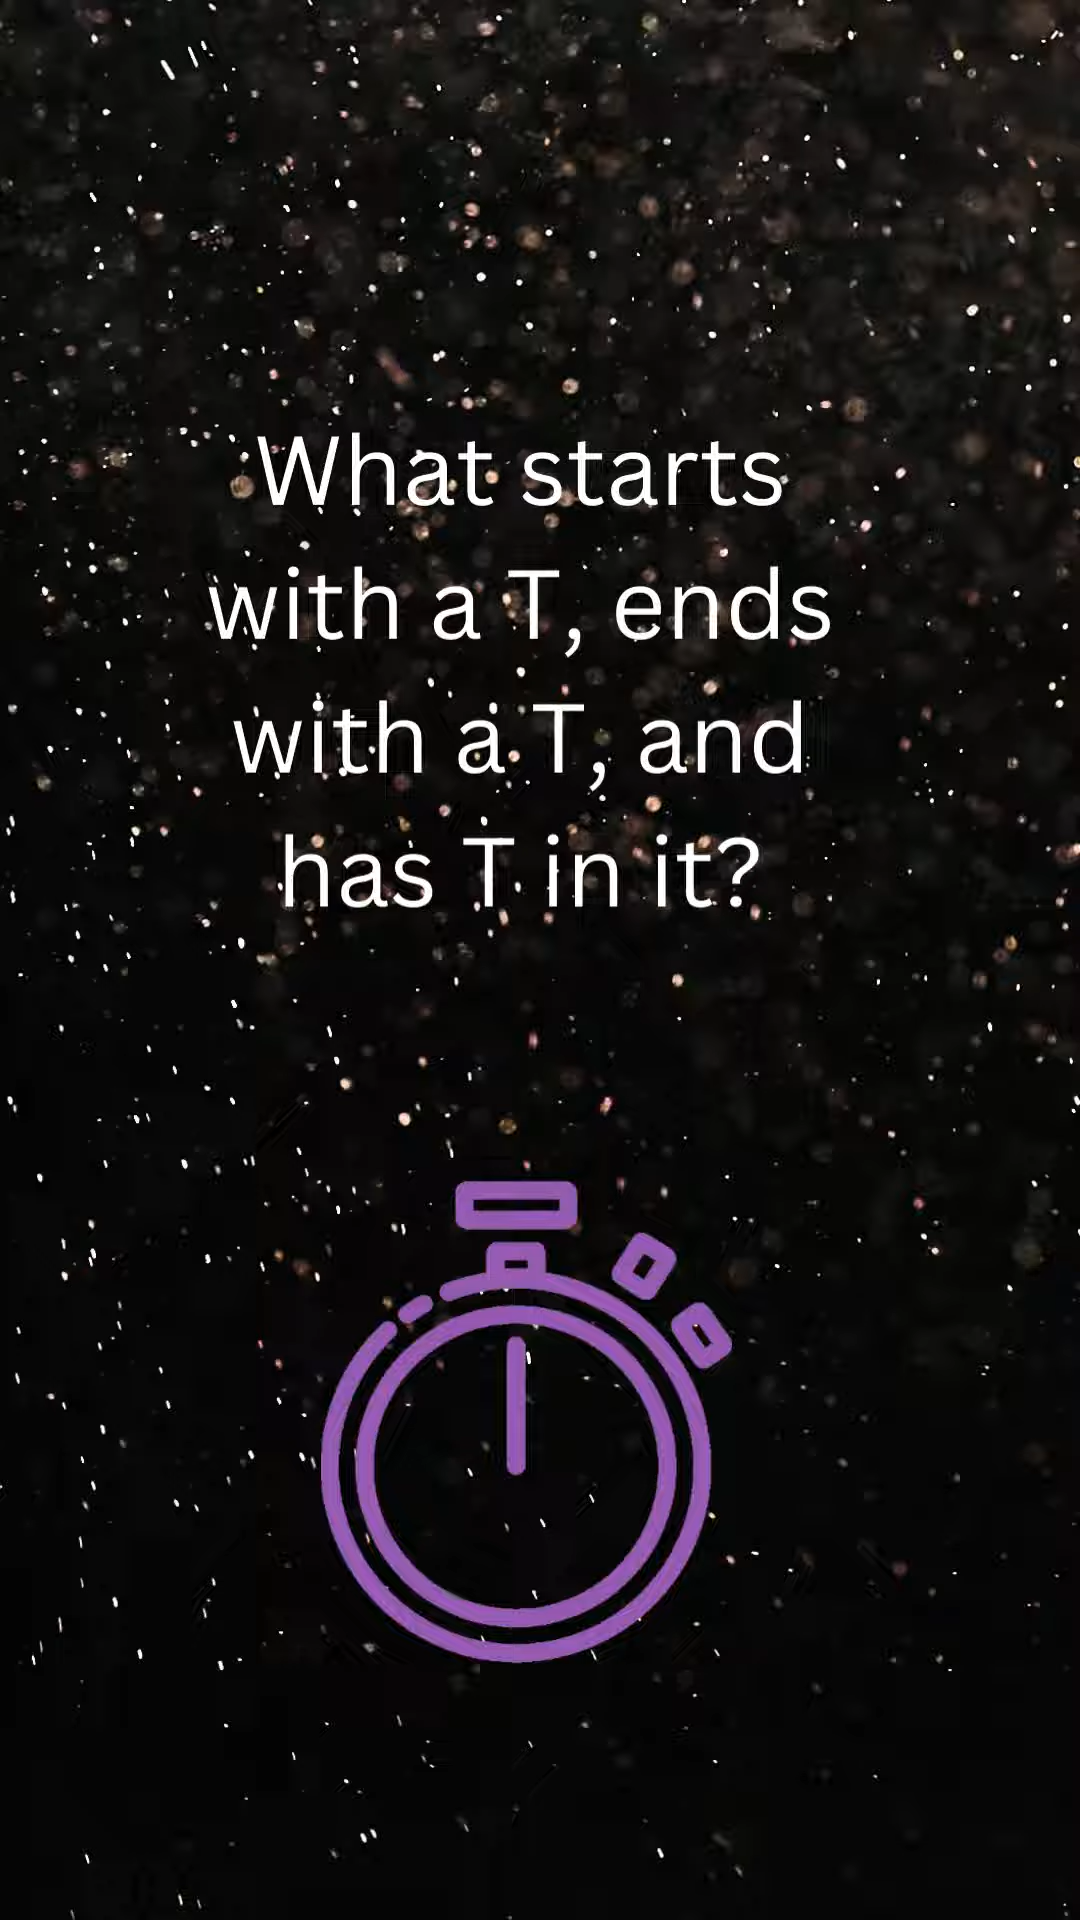 What starts
with a T, ends
with a T, and
has T in it?